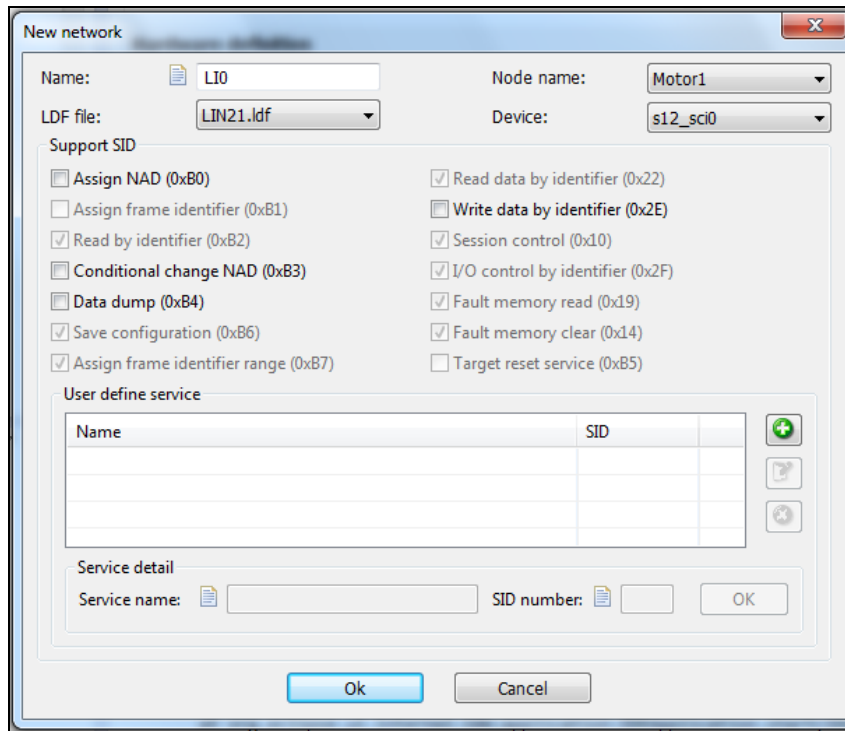 New network
Name: LI0 Node name: Motor1
LDF file: LIN21.ldf Device: s12_sci0
Support SID
Assign NAD (0xB0) Read data by identifier (0x22)
Assign frame identifier (0xB1) Write data by identifier (0x2E)
Read by identifier (0xB2) Session control (0x10)
Conditional change NAD (0xB3) I/O control by identifier (0x2F)
Data dump (0xB4) Fault memory read (0x19)
Save configuration (0xB6) Fault memory clear (0x14)
Assign frame identifier range (0xB7) Target reset service (0xB5)
User define service
Name SID
Service detail
Service name: SID number: OK
Ok Cancel